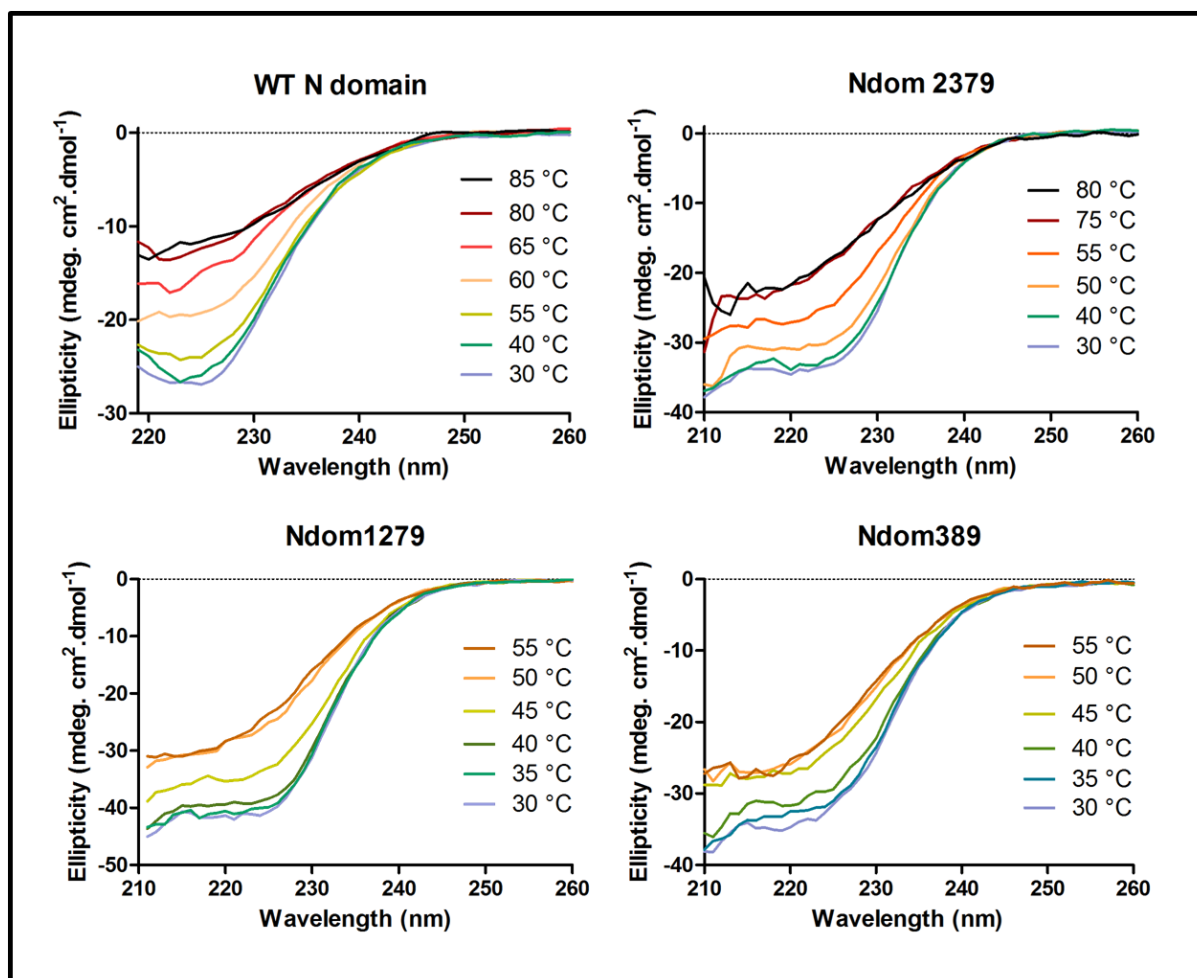 WT N domain
Ellipticity (mdeg. cm2.dmol-1)
0
-10
-20
-30
85 °C
80 °C
65 °C
60 °C
55 °C
40 °C
30 °C
220 230 240 250 260
Wavelength (nm)
Ndom 2379
Ellipticity (mdeg. cm2.dmol-1)
0
-10
-20
-30
-40
80 °C
75 °C
55 °C
50 °C
40 °C
30 °C
210 220 230 240 250 260
Wavelength (nm)
Ndom1279
Ellipticity (mdeg. cm2.dmol-1)
0
-10
-20
-30
-40
-50
55 °C
50 °C
45 °C
40 °C
35 °C
30 °C
210 220 230 240 250 260
Wavelength (nm)
Ndom389
Ellipticity (mdeg. cm2.dmol-1)
0
-10
-20
-30
-40
55 °C
50 °C
45 °C
40 °C
35 °C
30 °C
210 220 230 240 250 260
Wavelength (nm)